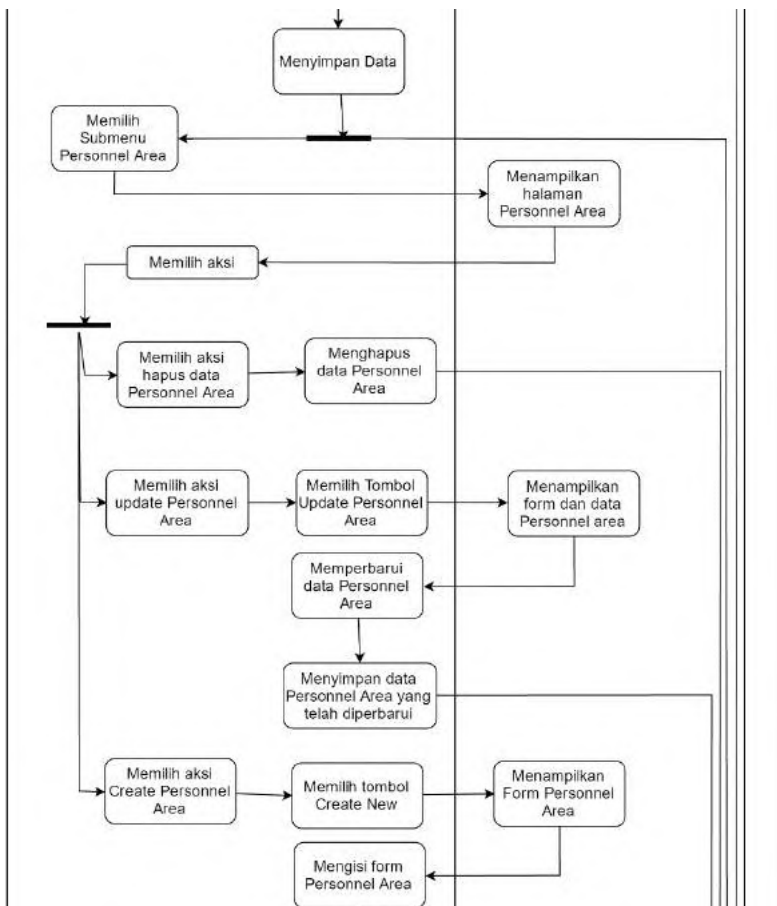 Menyimpan Data
Memilih
Submenu
Personnel Area
Menampilkan
halaman
Personnel Area
Memilih aksi
Memilih aksi
hapus data
Personnel Area
Menghapus
data Personnel
Area
Memilih aksi
update Personnel
Area
Memilih Tombol
Update Personnel
Area
Menampilkan
form dan data
Personnel area
Memperbarui
data Personnel
Area
Menyimpan data
Personnel Area yang
telah diperbarui
Memilih aksi
Create Personnel
Area
Memilih tombol
Create New
Menampilkan
Form Personnel
Area
Mengisi form
Personnel Area